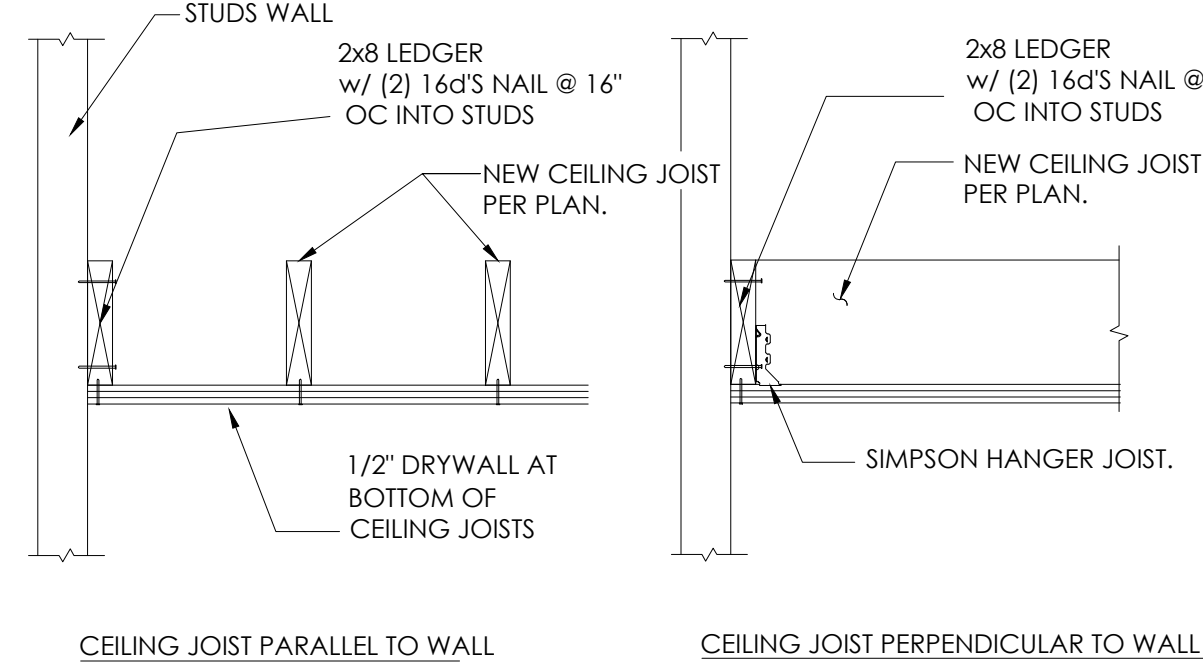 STUDS WALL
2x8 LEDGER
w/ (2) 16d'S NAIL @ 16"
OC INTO STUDS
NEW CEILING JOIST
PER PLAN.
1/2" DRYWALL AT
BOTTOM OF
CEILING JOISTS
CEILING JOIST PARALLEL TO WALL
2x8 LEDGER
w/ (2) 16d'S NAIL @
OC INTO STUDS
NEW CEILING JOIST
PER PLAN.
SIMPSON HANGER JOIST.
CEILING JOIST PERPENDICULAR TO WALL